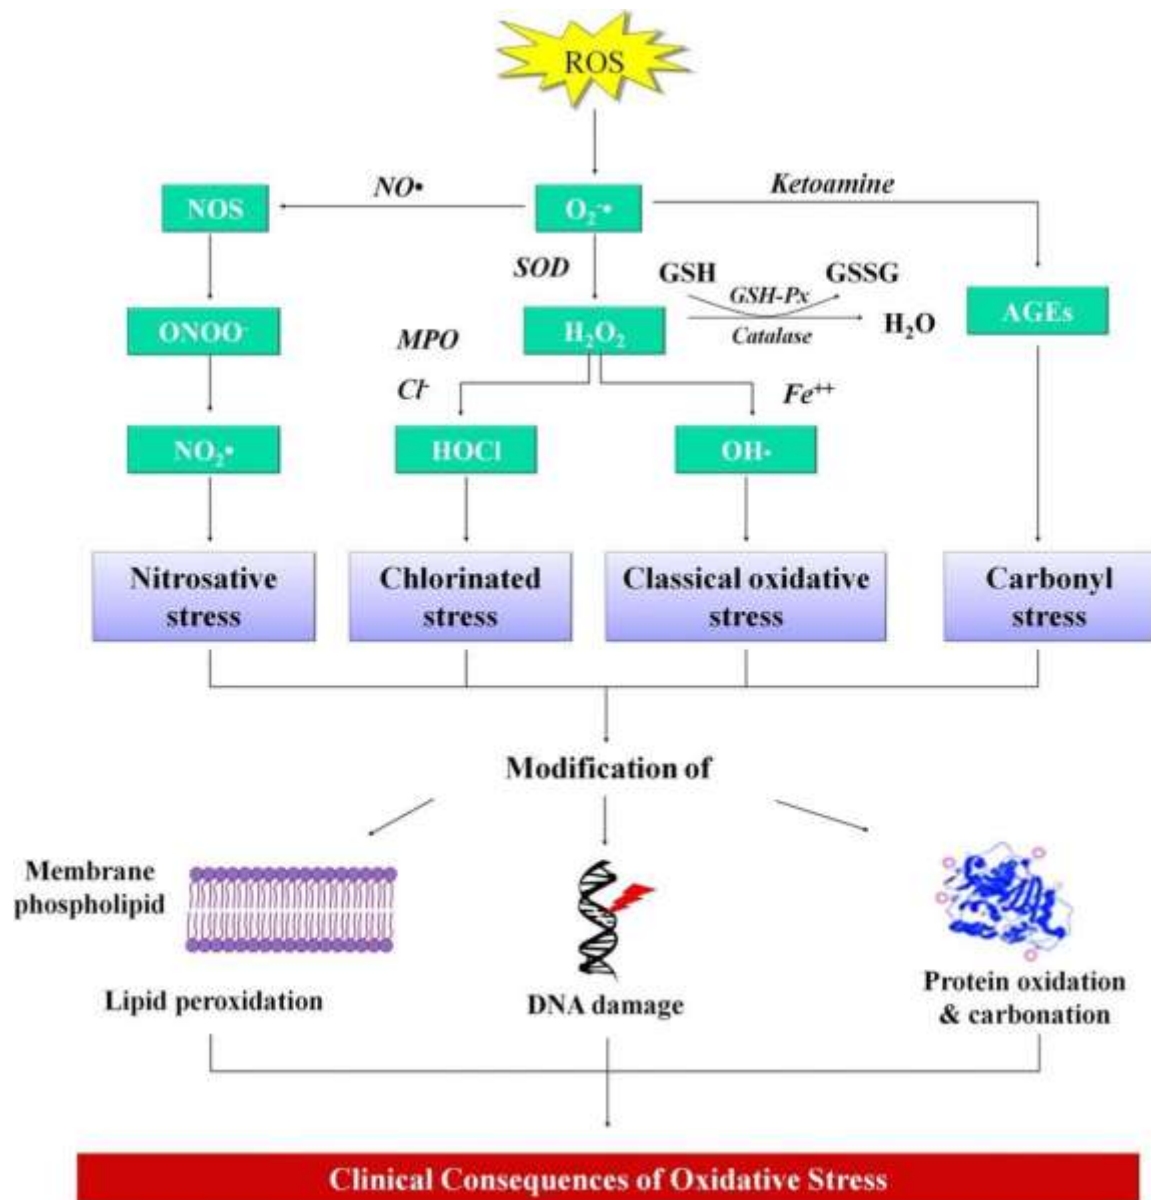 ROS
NO•
Ketoamine
NOS
O₂⁻•
SOD
GSH
GSH-Px
GSSG
ONOO⁻
H₂O₂
Catalase
H₂O
AGEs
MPO
Cl⁻
Fe⁺⁺
NO₂•
HOCl
OH•
Nitrosative
stress
Chlorinated
stress
Classical oxidative
stress
Carbonyl
stress
Modification of
Membrane
phospholipid
Lipid peroxidation
DNA damage
Protein oxidation
& carbonation
Clinical Consequences of Oxidative Stress